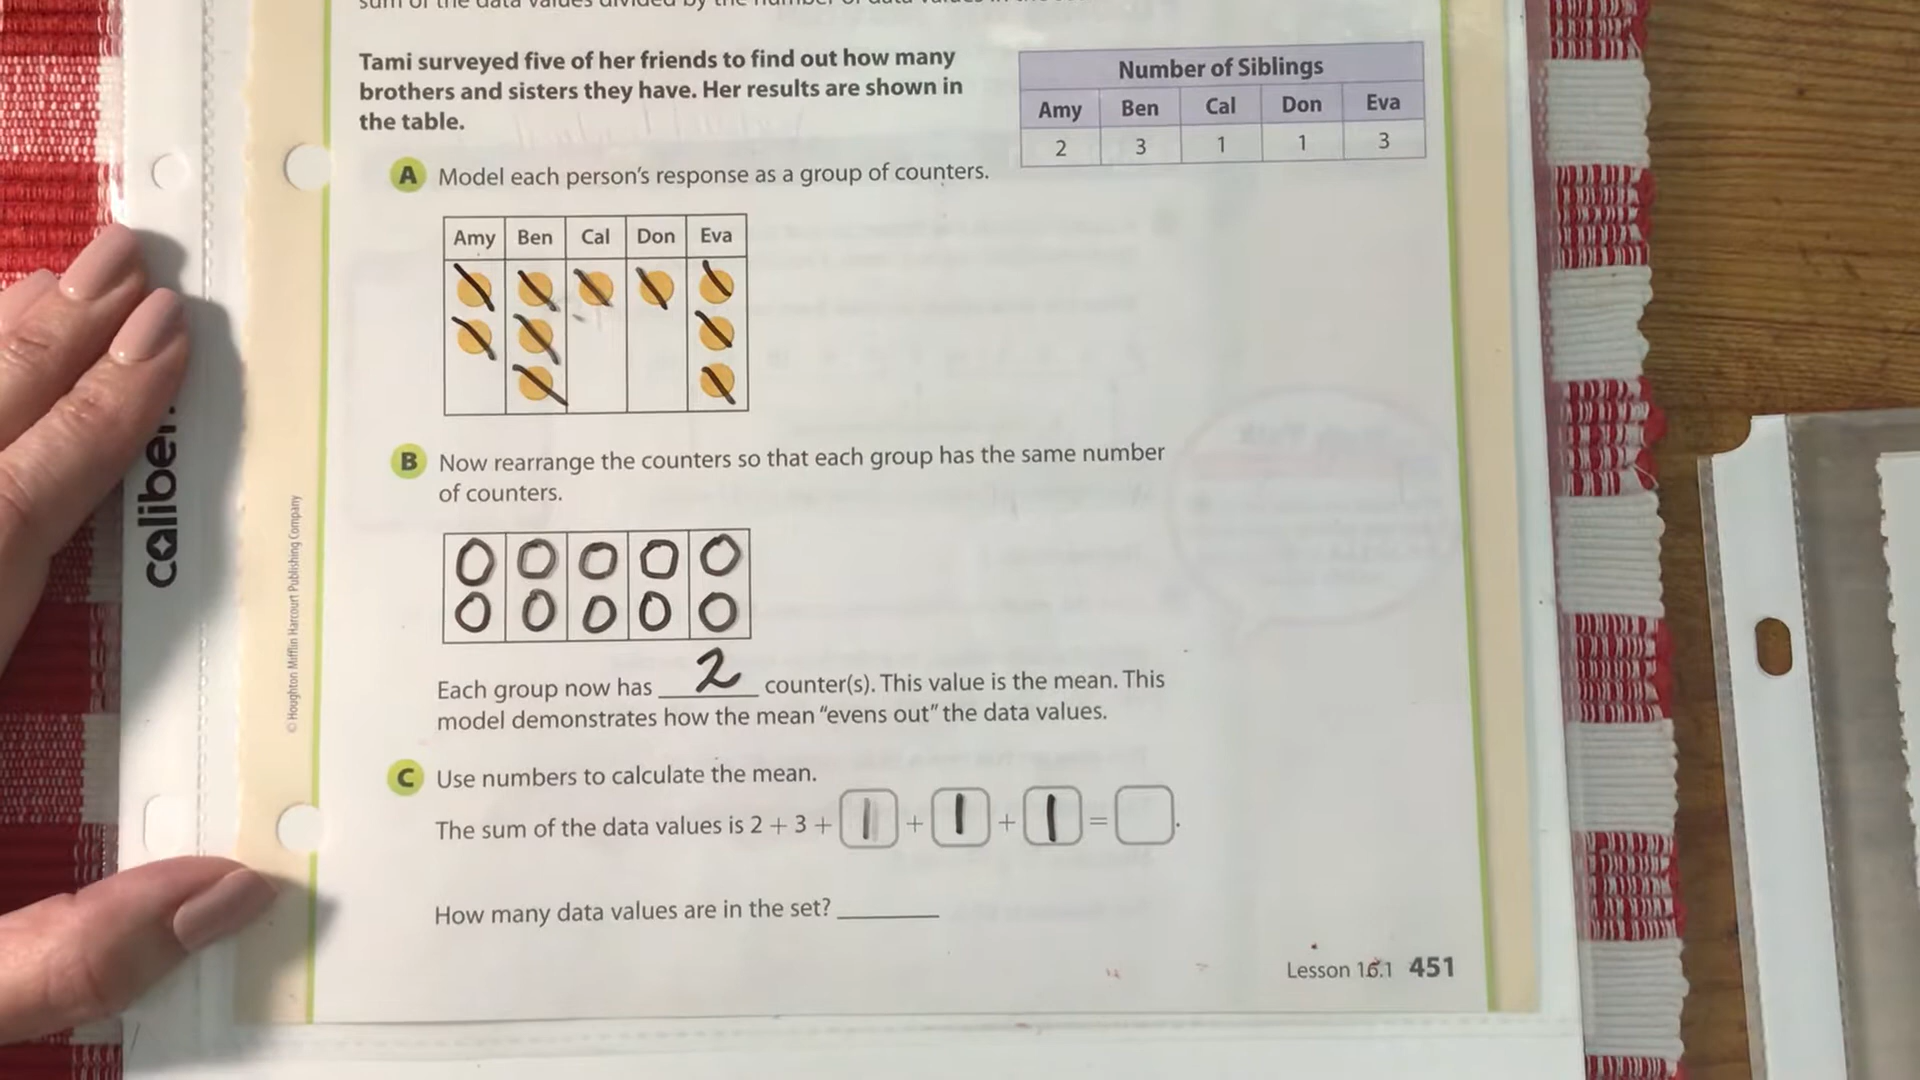 Tami surveyed five of her friends to find out how many
brothers and sisters they have. Her results are shown in
the table.
Number of Siblings
Amy Ben Cal Don Eva
2 3 1 1 3
A Model each person's response as a group of counters.
Amy Ben Cal Don Eva
B Now rearrange the counters so that each group has the same number
of counters.
Each group now has 2 counter(s). This value is the mean. This
model demonstrates how the mean "evens out" the data values.
C Use numbers to calculate the mean.
The sum of the data values is 2 + 3 + 1 + 1 + 1 = .
How many data values are in the set? ________
Lesson 16.1 451
© Houghton Mifflin Harcourt Publishing Company